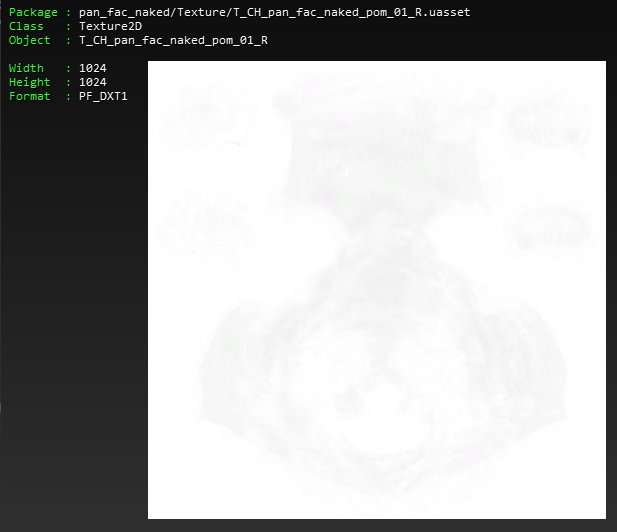 Package : pan_fac_naked/Texture/T_CH_pan_fac_naked_pom_01_R.uasset
Class : Texture2D
Object : T_CH_pan_fac_naked_pom_01_R
Width : 1024
Height : 1024
Format : PF_DXT1